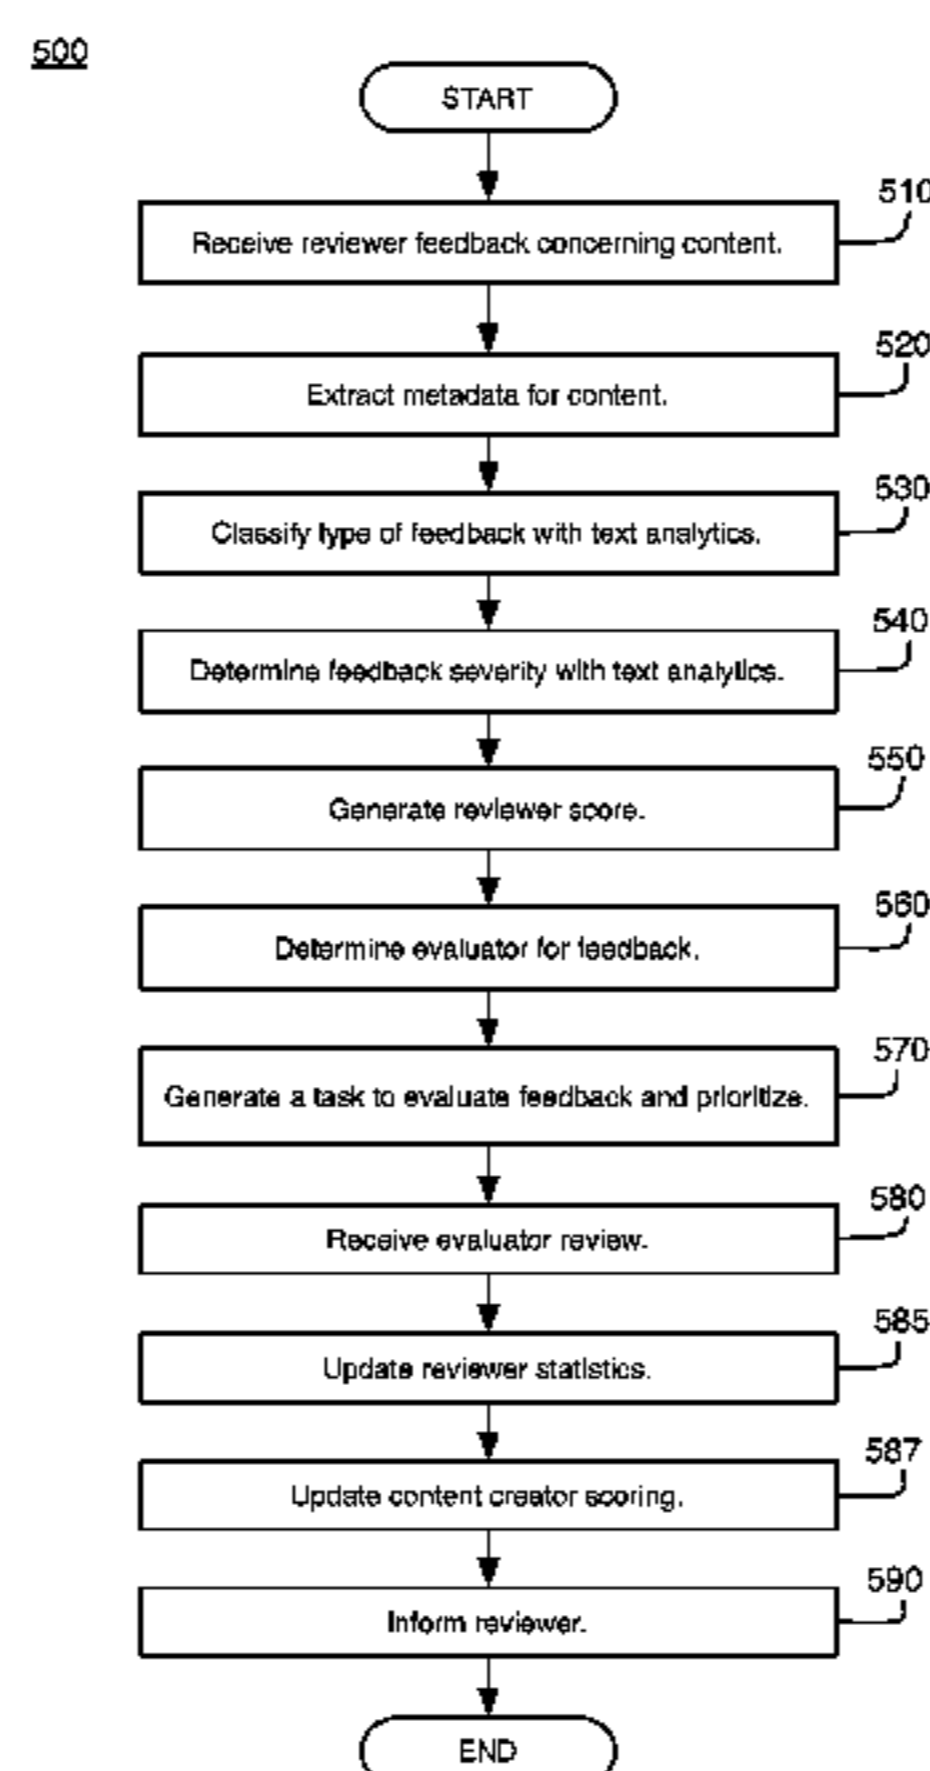 500
START
510
Receive reviewer feedback concerning content.
520
Extract metadata for content.
530
Classify type of feedback with text analytics.
540
Determine feedback severity with text analytics.
550
Generate reviewer score.
560
Determine evaluator for feedback.
570
Generate a task to evaluate feedback and prioritize.
580
Receive evaluator review.
585
Update reviewer statistics.
587
Update content creator scoring.
590
Inform reviewer.
END